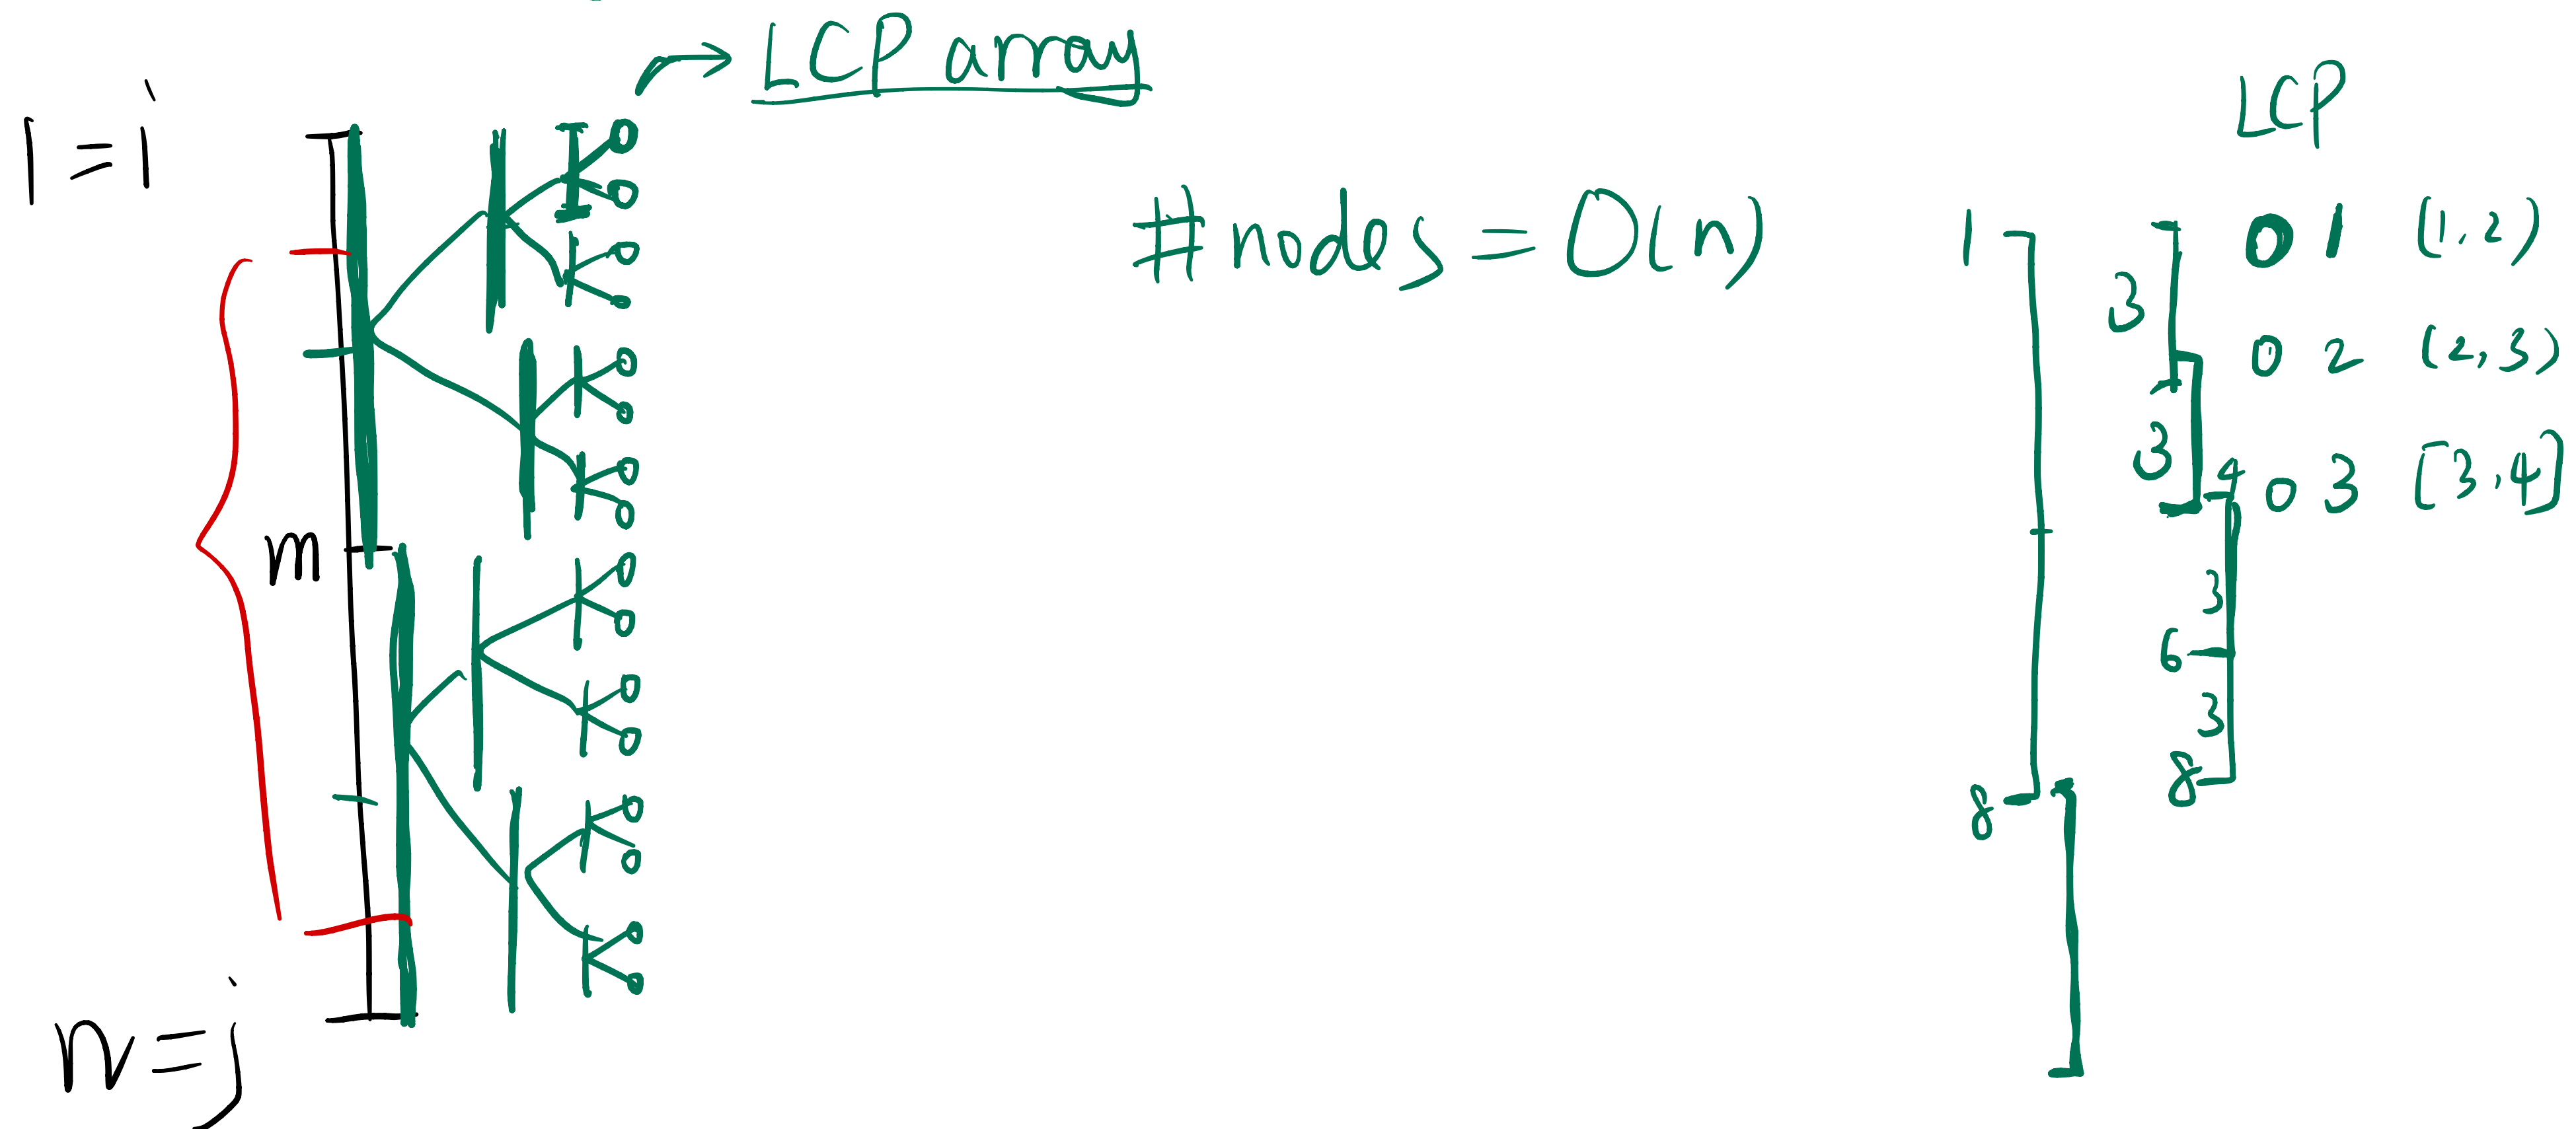 LCP array
1 = i
m
n = j
#nodes = O(n)
LCP
1
3
0 1 (1,2)
0 2 (2,3)
3
4
0 3 [3,4]
3
6
3
8
8